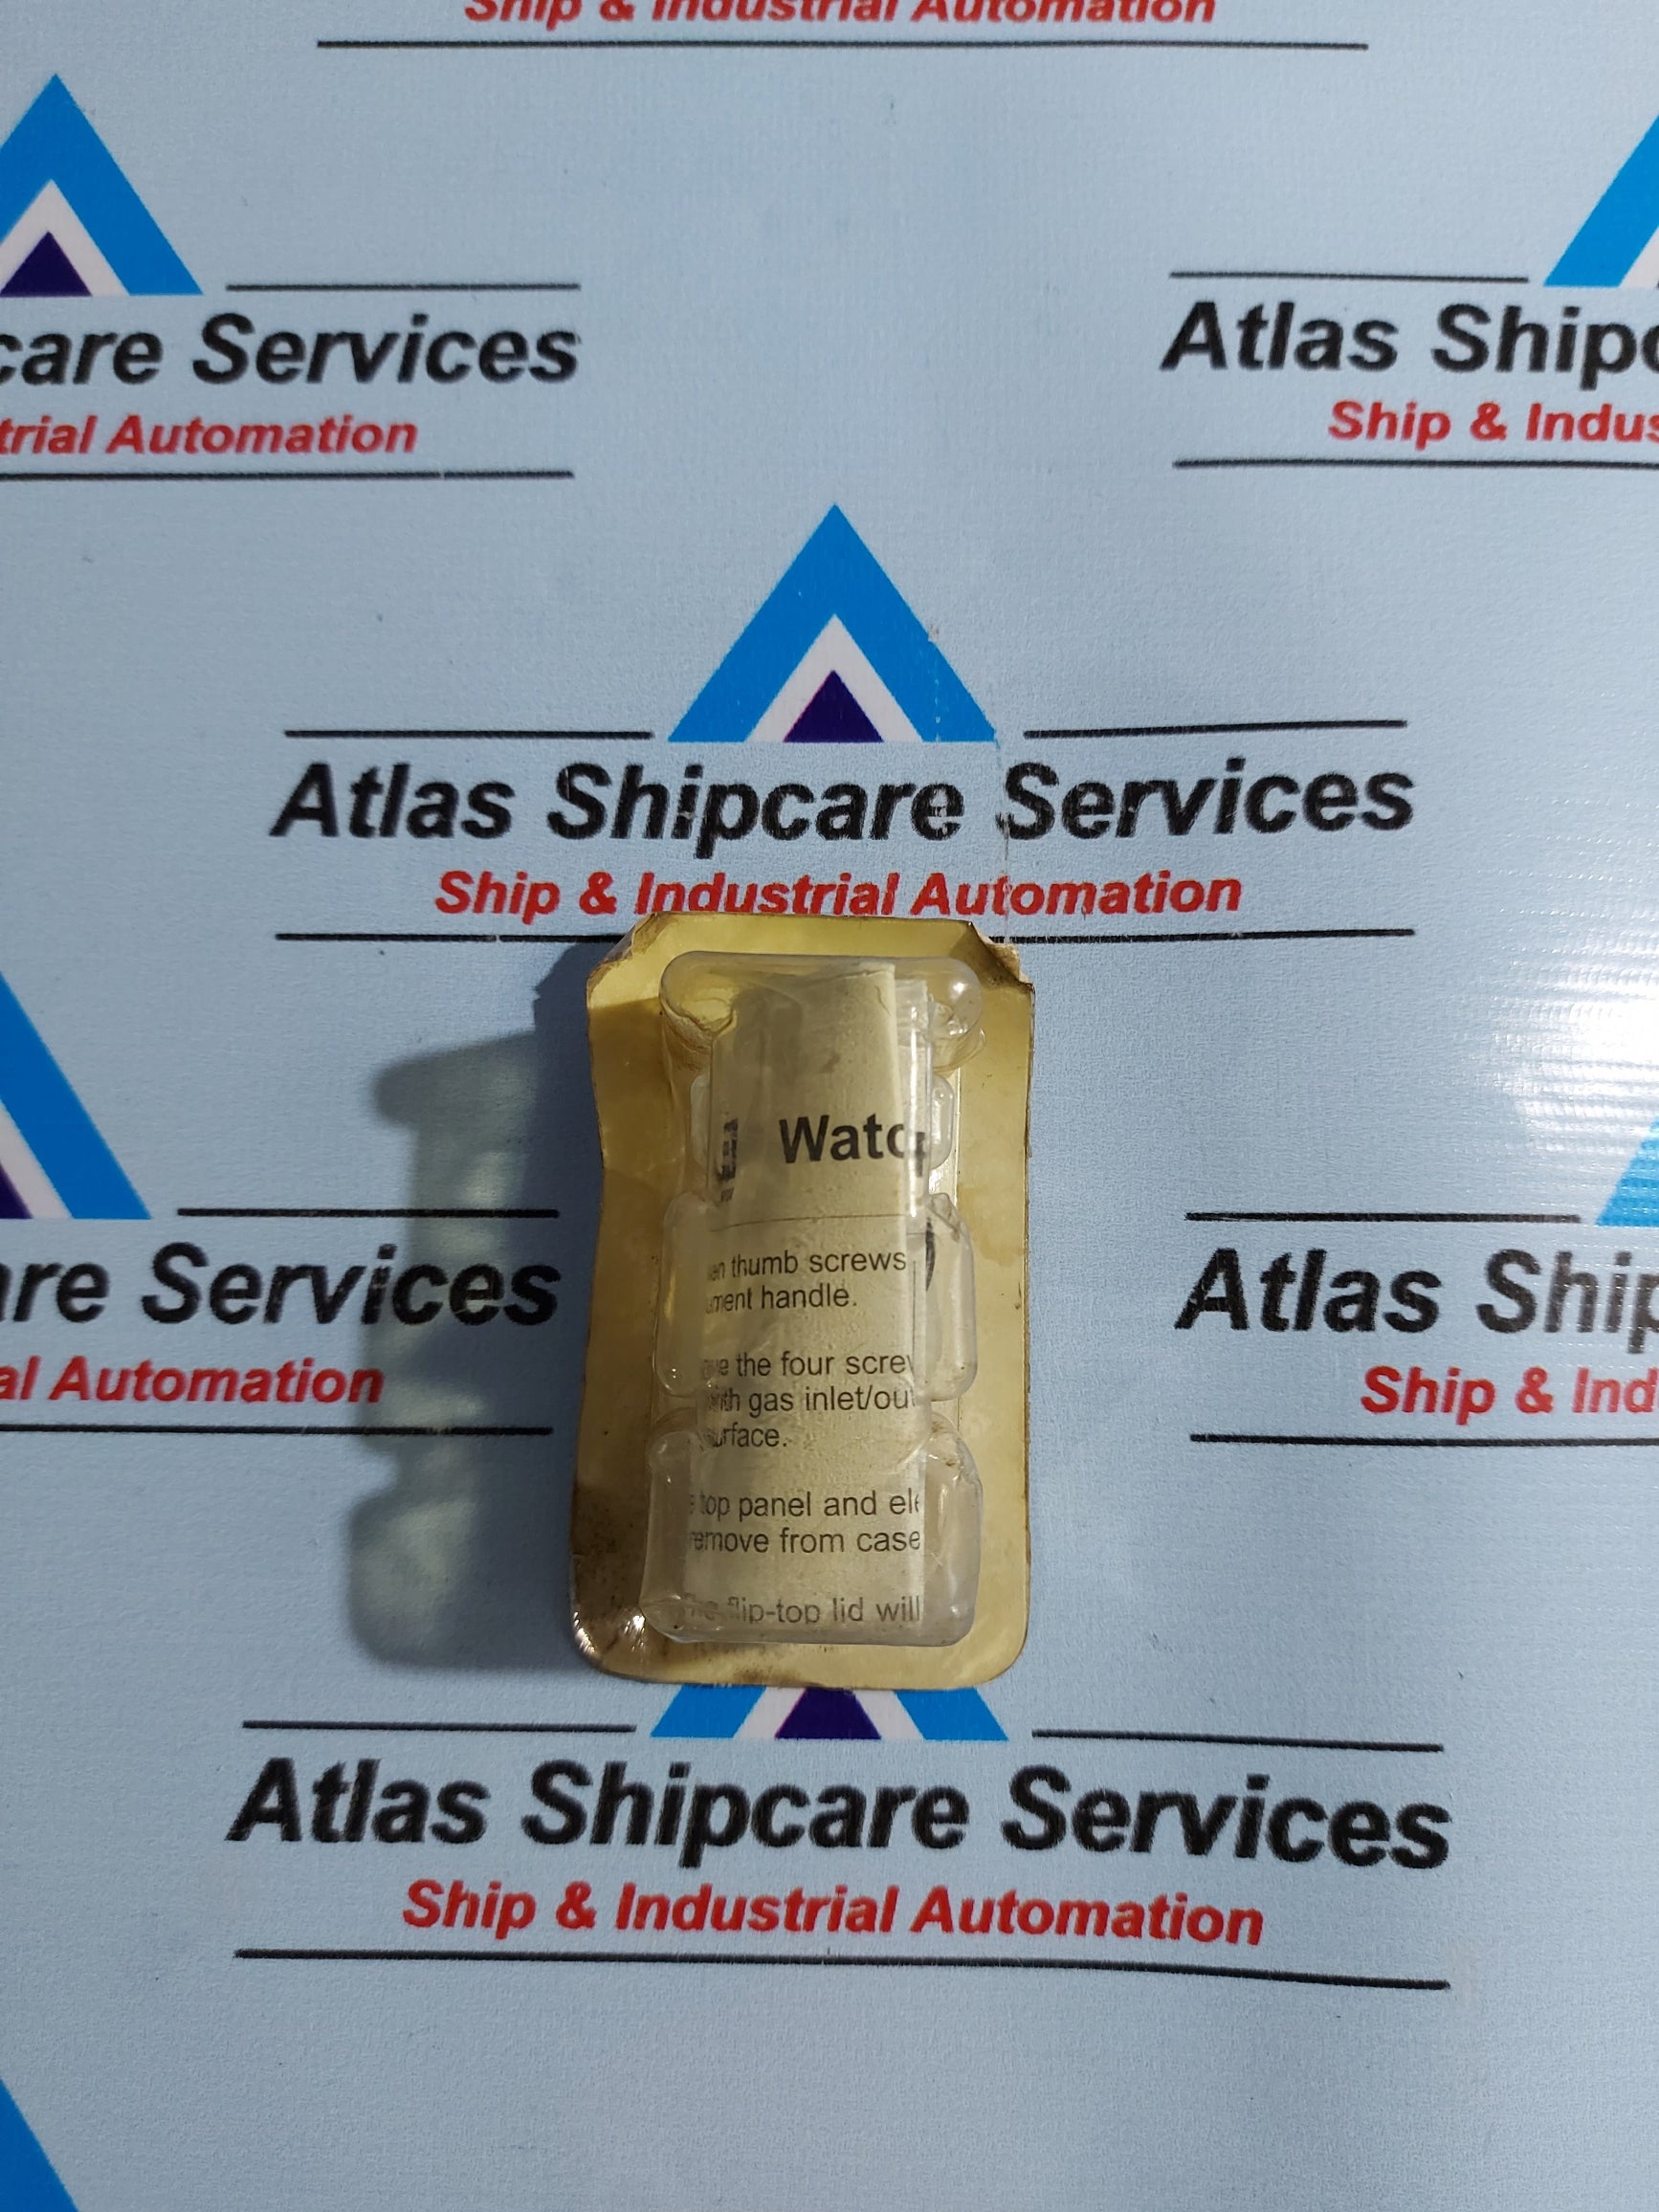 Ship & Industrial Automation
care Services
trial Automation
Atlas Shipc
Ship & Indus
Atlas Shipcare Services
Ship & Industrial Automation
Watc
thumb screws
ment handle.
the four scre
gas inlet/ou
urface.
top panel and ele
emove from case
flip-top lid will
are Services
al Automation
Atlas Ship
Ship & Ind
Atlas Shipcare Services
Ship & Industrial Automation